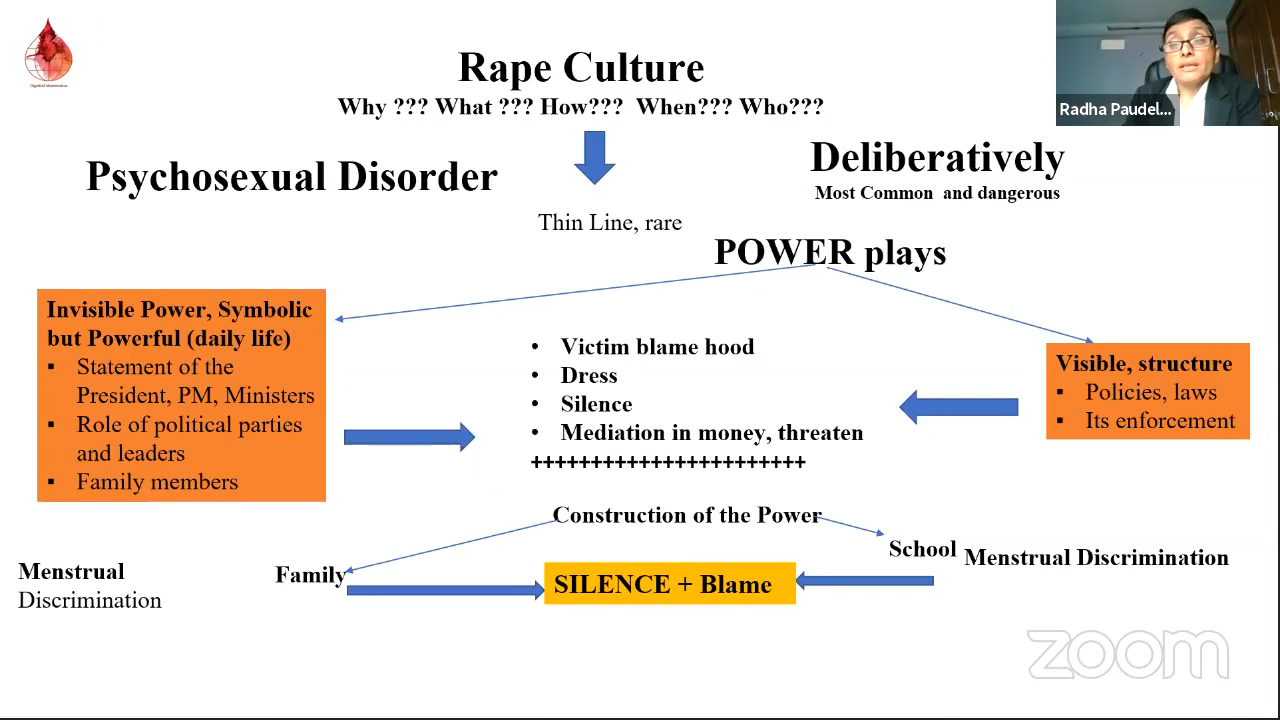 Dignified Menstruation
Rape Culture
Why ??? What ??? How??? When??? Who???
Radha Paudel...
Psychosexual Disorder
Deliberatively
Most Common and dangerous
Thin Line, rare
POWER plays
Invisible Power, Symbolic
but Powerful (daily life)
▪ Statement of the
President, PM, Ministers
▪ Role of political parties
and leaders
▪ Family members
• Victim blame hood
• Dress
• Silence
• Mediation in money, threaten
+++++++++++++++++++++++
Visible, structure
▪ Policies, laws
▪ Its enforcement
Construction of the Power
Menstrual
Discrimination
Family
SILENCE + Blame
School
Menstrual Discrimination
zoom